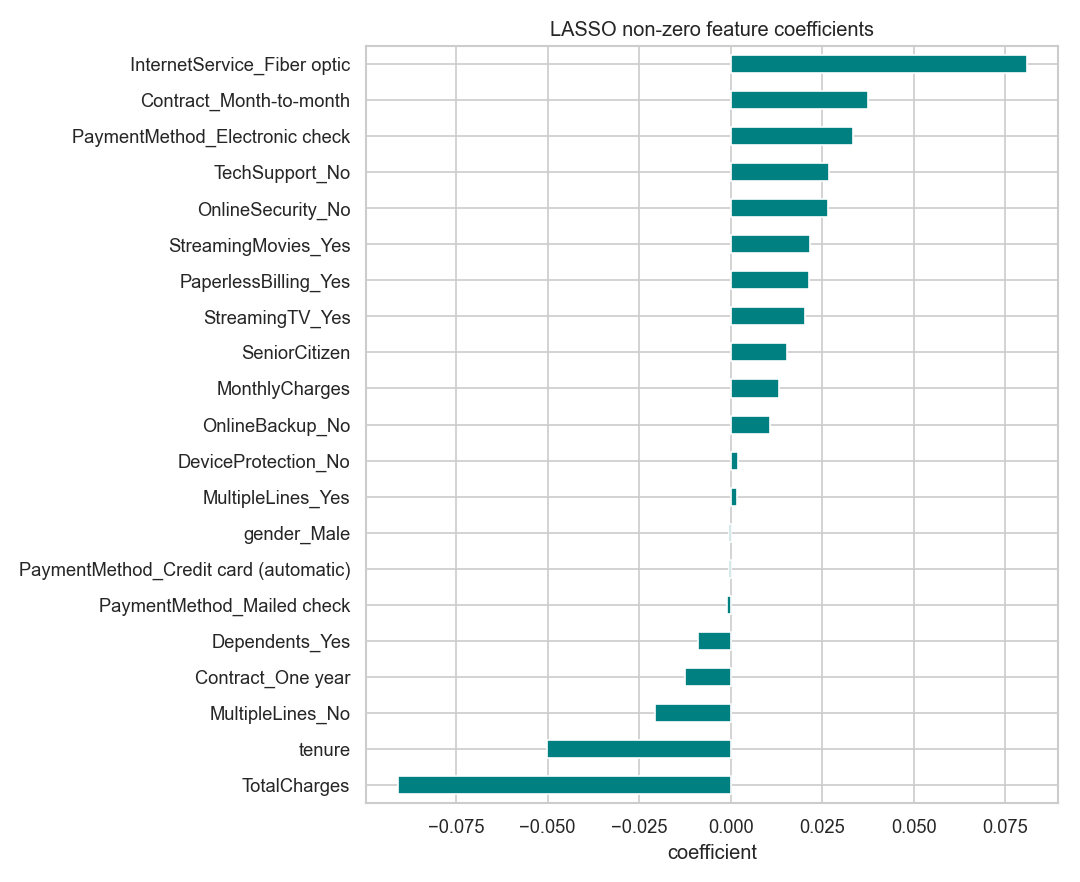 LASSO non-zero feature coefficients
InternetService_Fiber optic
Contract_Month-to-month
PaymentMethod_Electronic check
TechSupport_No
OnlineSecurity_No
StreamingMovies_Yes
PaperlessBilling_Yes
StreamingTV_Yes
SeniorCitizen
MonthlyCharges
OnlineBackup_No
DeviceProtection_No
MultipleLines_Yes
gender_Male
PaymentMethod_Credit card (automatic)
PaymentMethod_Mailed check
Dependents_Yes
Contract_One year
MultipleLines_No
tenure
TotalCharges
−0.075 −0.050 −0.025 0.000 0.025 0.050 0.075
coefficient